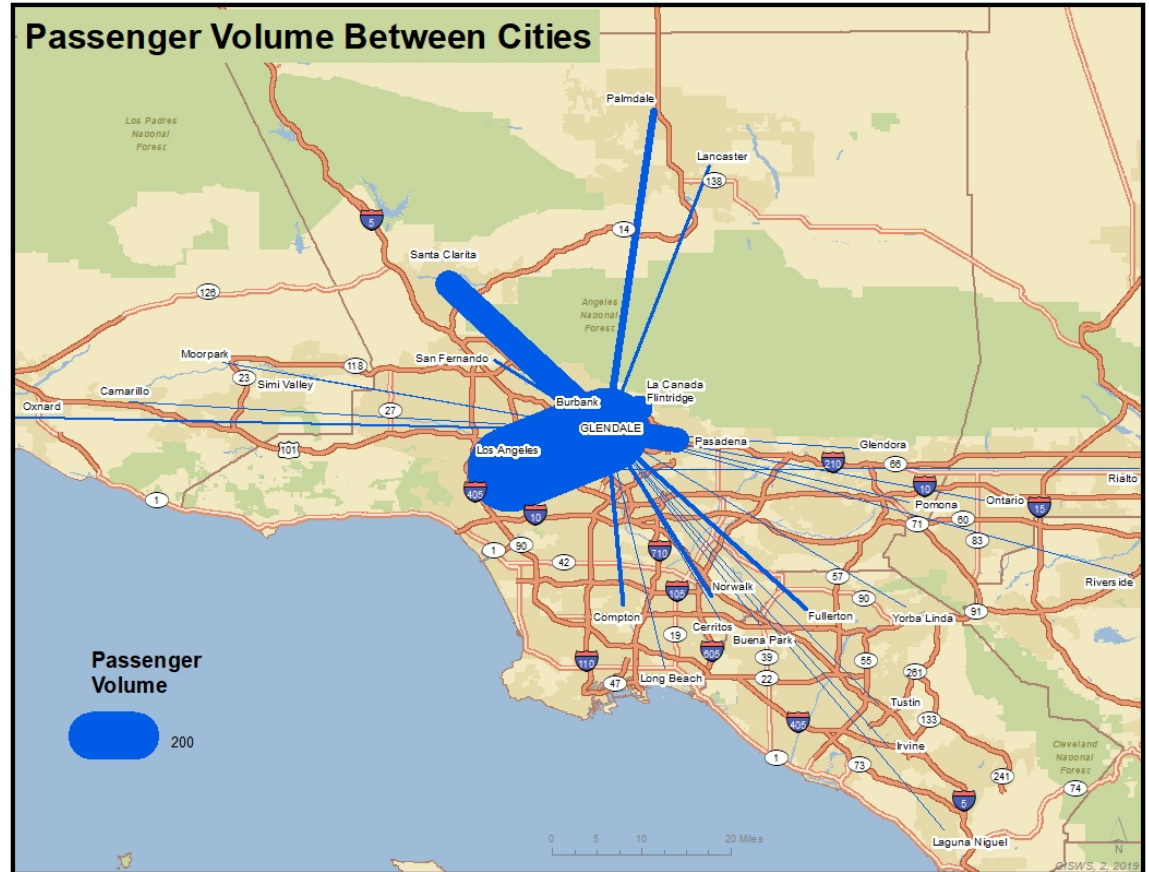 Passenger Volume Between Cities
Los Padres
National
Forest
Palmdale
Lancaster
138
14
5
Santa Clarita
126
Angeles
National
Forest
San Fernando
Moorpark
118
23
Simi Valley
La Canada
Flintridge
Camarillo
27
Burbank
Oxnard
GLENDALE
Pasadena
Glendora
101
Los Angeles
210
66
Rialto
405
10
Ontario
1
10
Pomona
15
60
71
83
1
90
42
710
57
Riverside
105
Norwalk
90
Compton
Fullerton
Yorba Linda
91
19
Cerritos
Buena Park
605
39
55
110
Long Beach
22
261
47
Passenger
Volume
200
Tustin
133
405
Irvine
Cleveland
National
Forest
1
73
241
74
5
0 5 10 20 Miles
Laguna Niguel
N
GISWS, 2, 2019